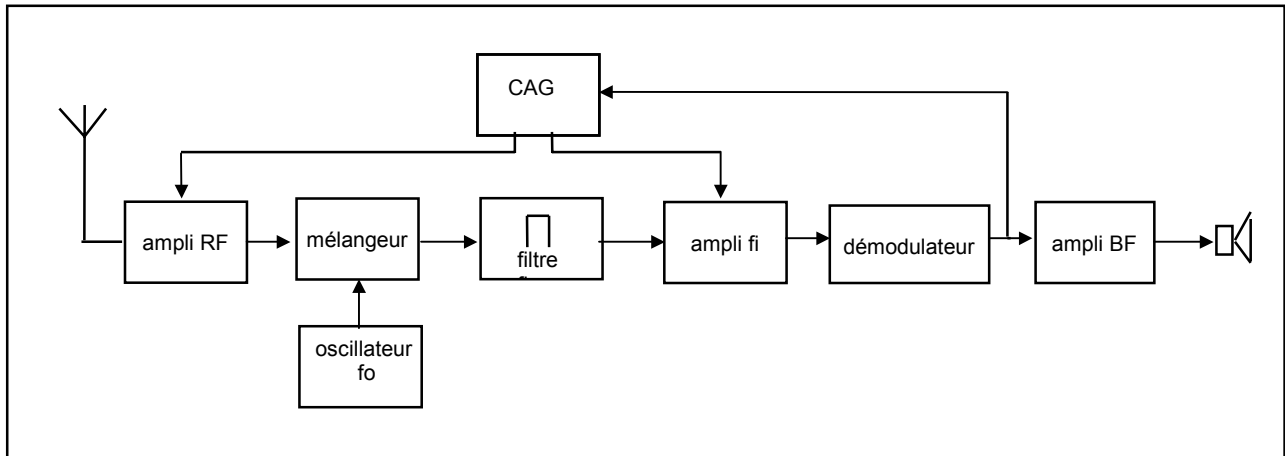 CAG
ampli RF
mélangeur
filtre
ampli fi
démodulateur
ampli BF
oscillateur
fo